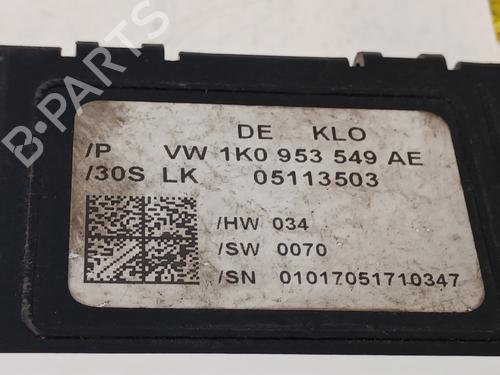 DE KLO
/P VW 1K0 953 549 AE
/30S LK 05113503
/HW 034
/SW 0070
/SN 01017051710347
B-PARTS